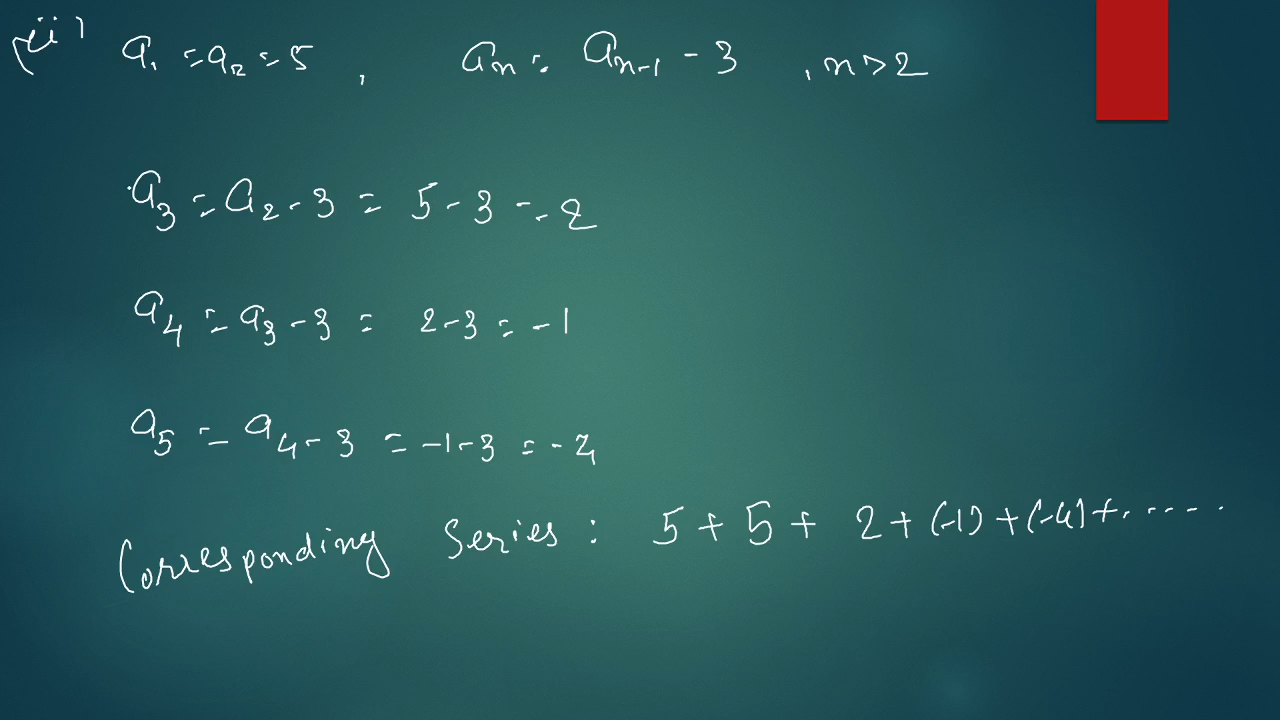 (ii) a₁ = a₂ = 5 , aₙ = aₙ₋₁ - 3 , n > 2
a₃ = a₂ - 3 = 5 - 3 = 2
a₄ = a₃ - 3 = 2 - 3 = -1
a₅ = a₄ - 3 = -1 - 3 = -4
Corresponding Series : 5 + 5 + 2 + (-1) + (-4) + ......